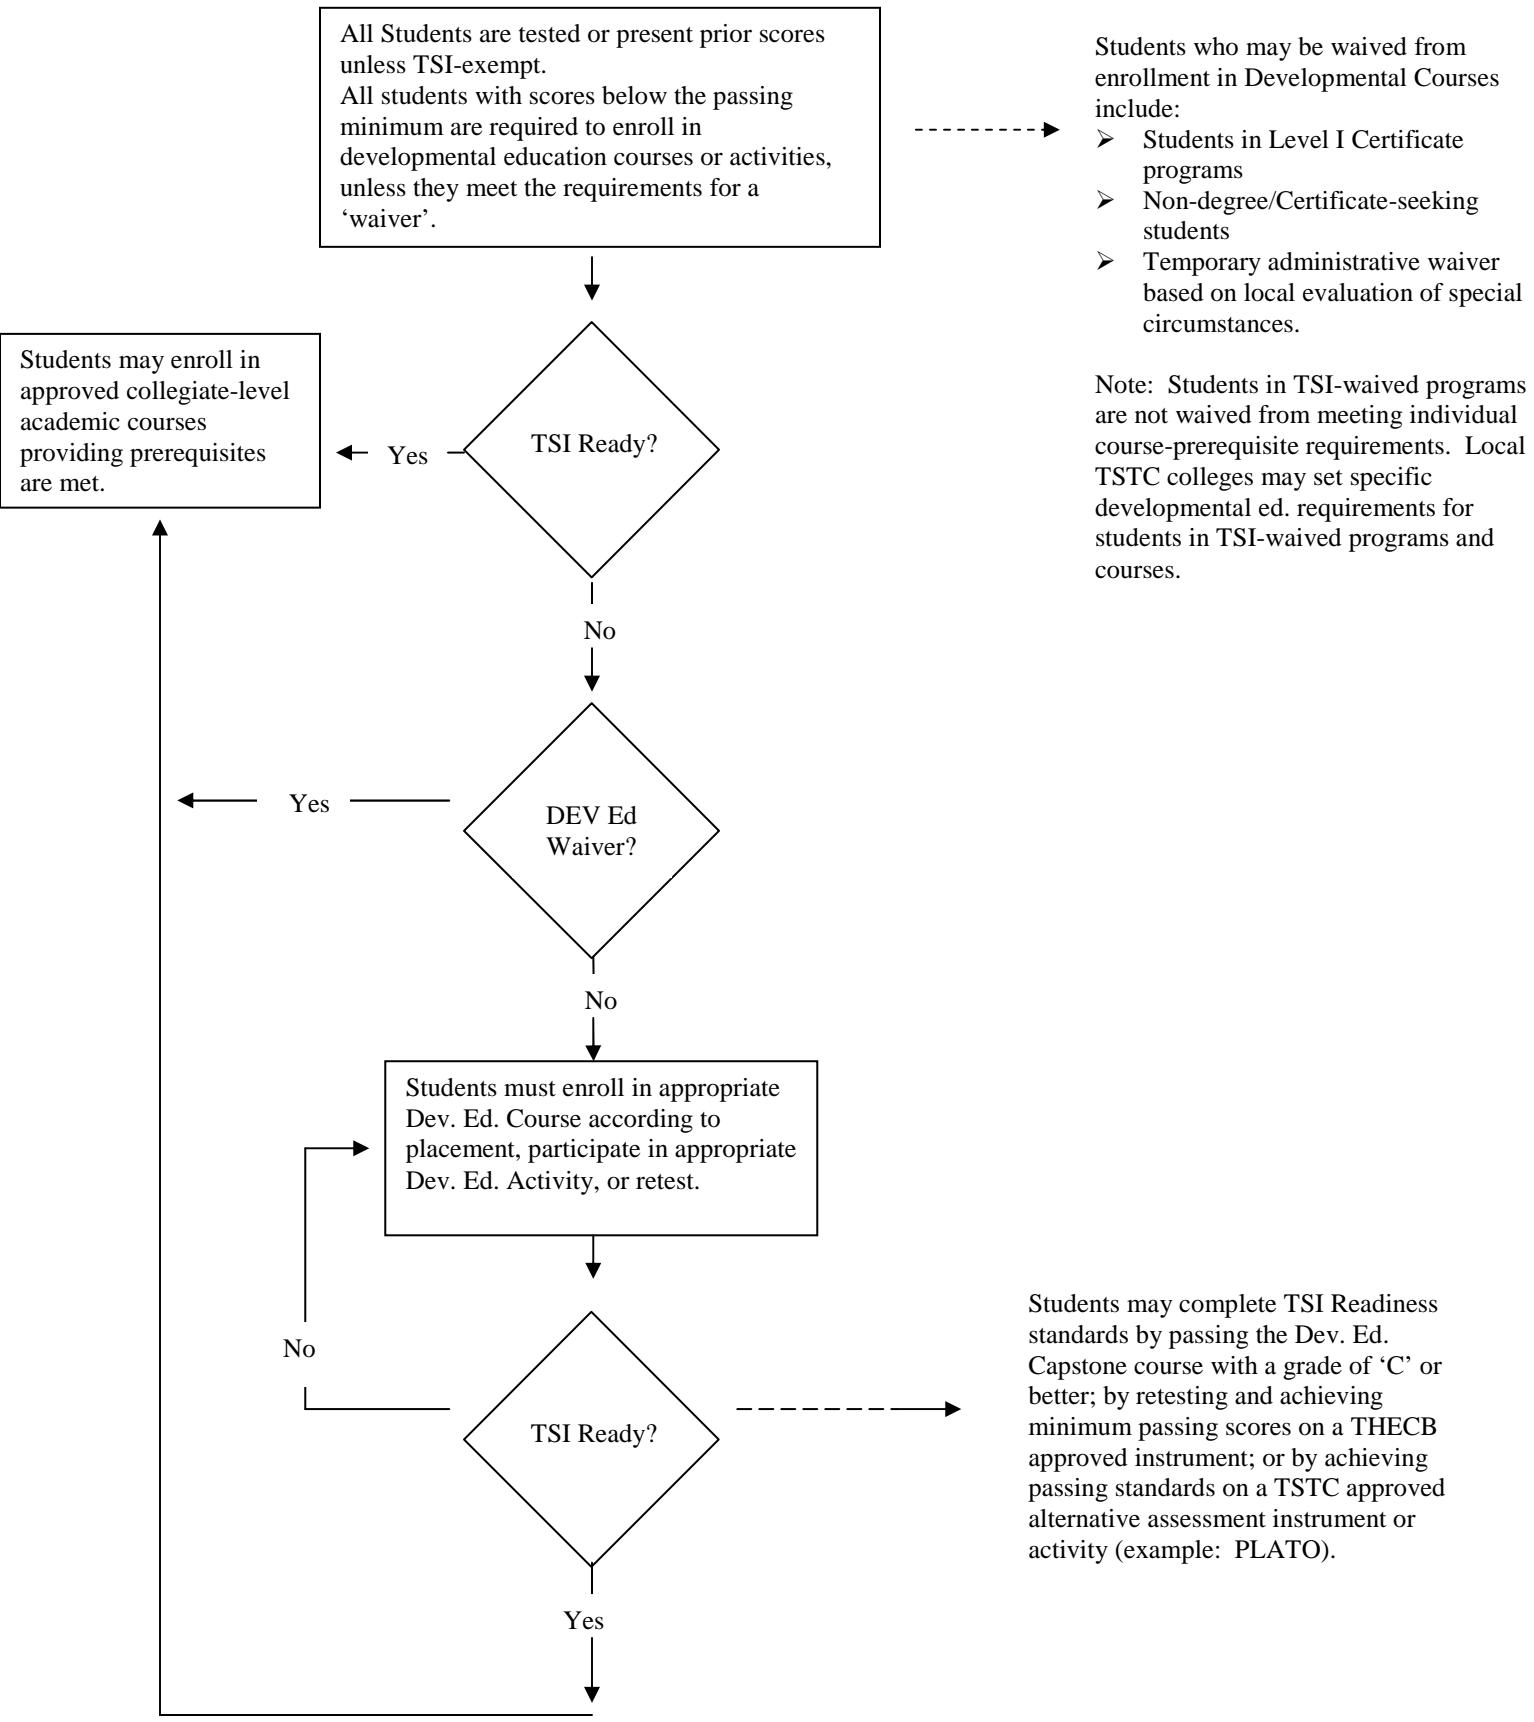 All Students are tested or present prior scores
unless TSI-exempt.
All students with scores below the passing
minimum are required to enroll in
developmental education courses or activities,
unless they meet the requirements for a
‘waiver’.
Students who may be waived from
enrollment in Developmental Courses
include:
➢ Students in Level I Certificate
programs
➢ Non-degree/Certificate-seeking
students
➢ Temporary administrative waiver
based on local evaluation of special
circumstances.
Note: Students in TSI-waived programs
are not waived from meeting individual
course-prerequisite requirements. Local
TSTC colleges may set specific
developmental ed. requirements for
students in TSI-waived programs and
courses.
Students may enroll in
approved collegiate-level
academic courses
providing prerequisites
are met.
Yes
TSI Ready?
No
Yes
DEV Ed
Waiver?
No
Students must enroll in appropriate
Dev. Ed. Course according to
placement, participate in appropriate
Dev. Ed. Activity, or retest.
No
TSI Ready?
Students may complete TSI Readiness
standards by passing the Dev. Ed.
Capstone course with a grade of ‘C’ or
better; by retesting and achieving
minimum passing scores on a THECB
approved instrument; or by achieving
passing standards on a TSTC approved
alternative assessment instrument or
activity (example: PLATO).
Yes